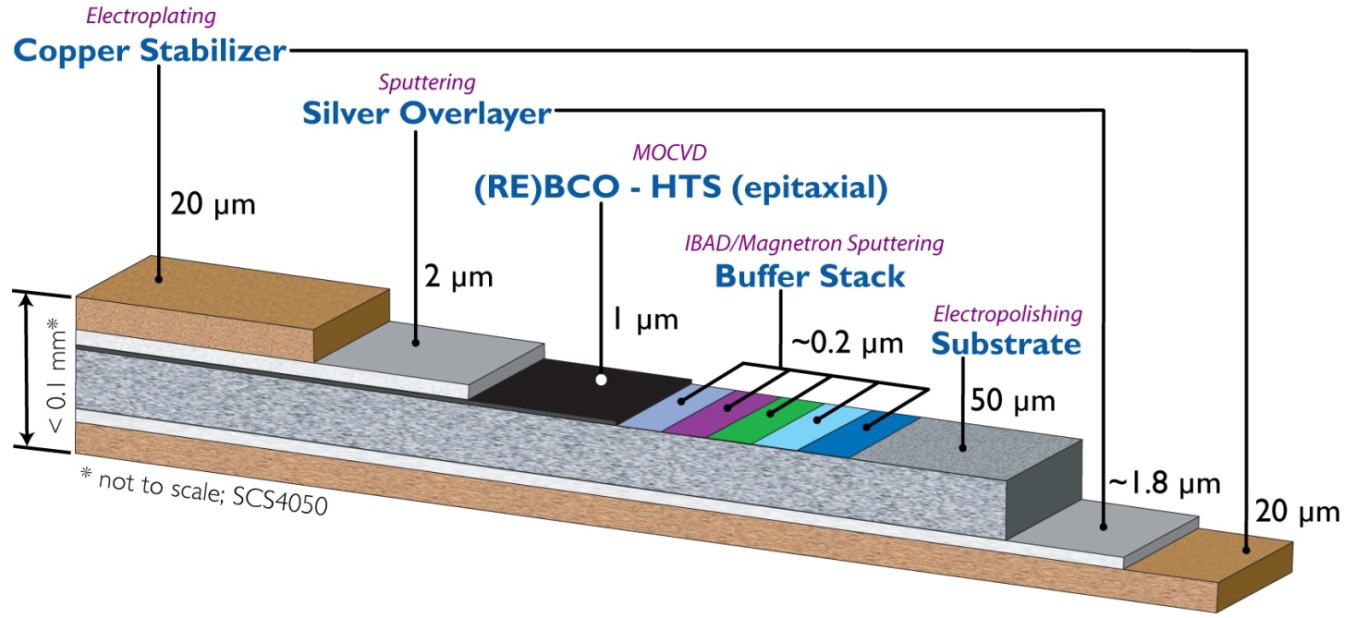 Electroplating
Copper Stabilizer
Sputtering
Silver Overlayer
MOCVD
(RE)BCO - HTS (epitaxial)
20 µm
IBAD/Magnetron Sputtering
Buffer Stack
2 µm
1 µm
Electropolishing
~0.2 µm
Substrate
< 0.1 mm*
50 µm
* not to scale; SCS4050
~1.8 µm
20 µm